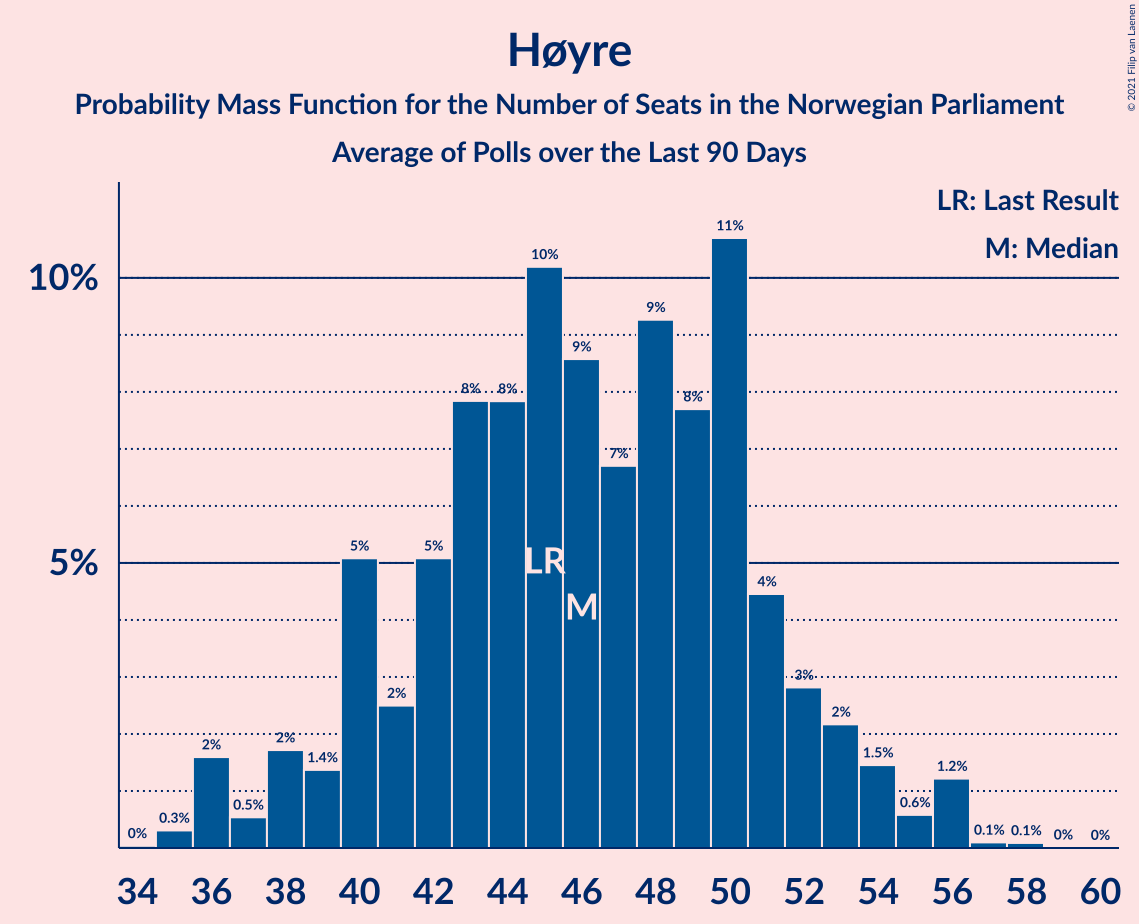 Høyre
Probability Mass Function for the Number of Seats in the Norwegian Parliament
Average of Polls over the Last 90 Days
© 2021 Filip van Laenen
LR: Last Result
M: Median
10%
5%
0% 0.3% 2% 0.5% 2% 1.4% 5% 2% 5% 8% 8% 10% 9% 7% 9% 8% 11% 4% 3% 2% 1.5% 0.6% 1.2% 0.1% 0.1% 0% 0%
LR
M
34 36 38 40 42 44 46 48 50 52 54 56 58 60